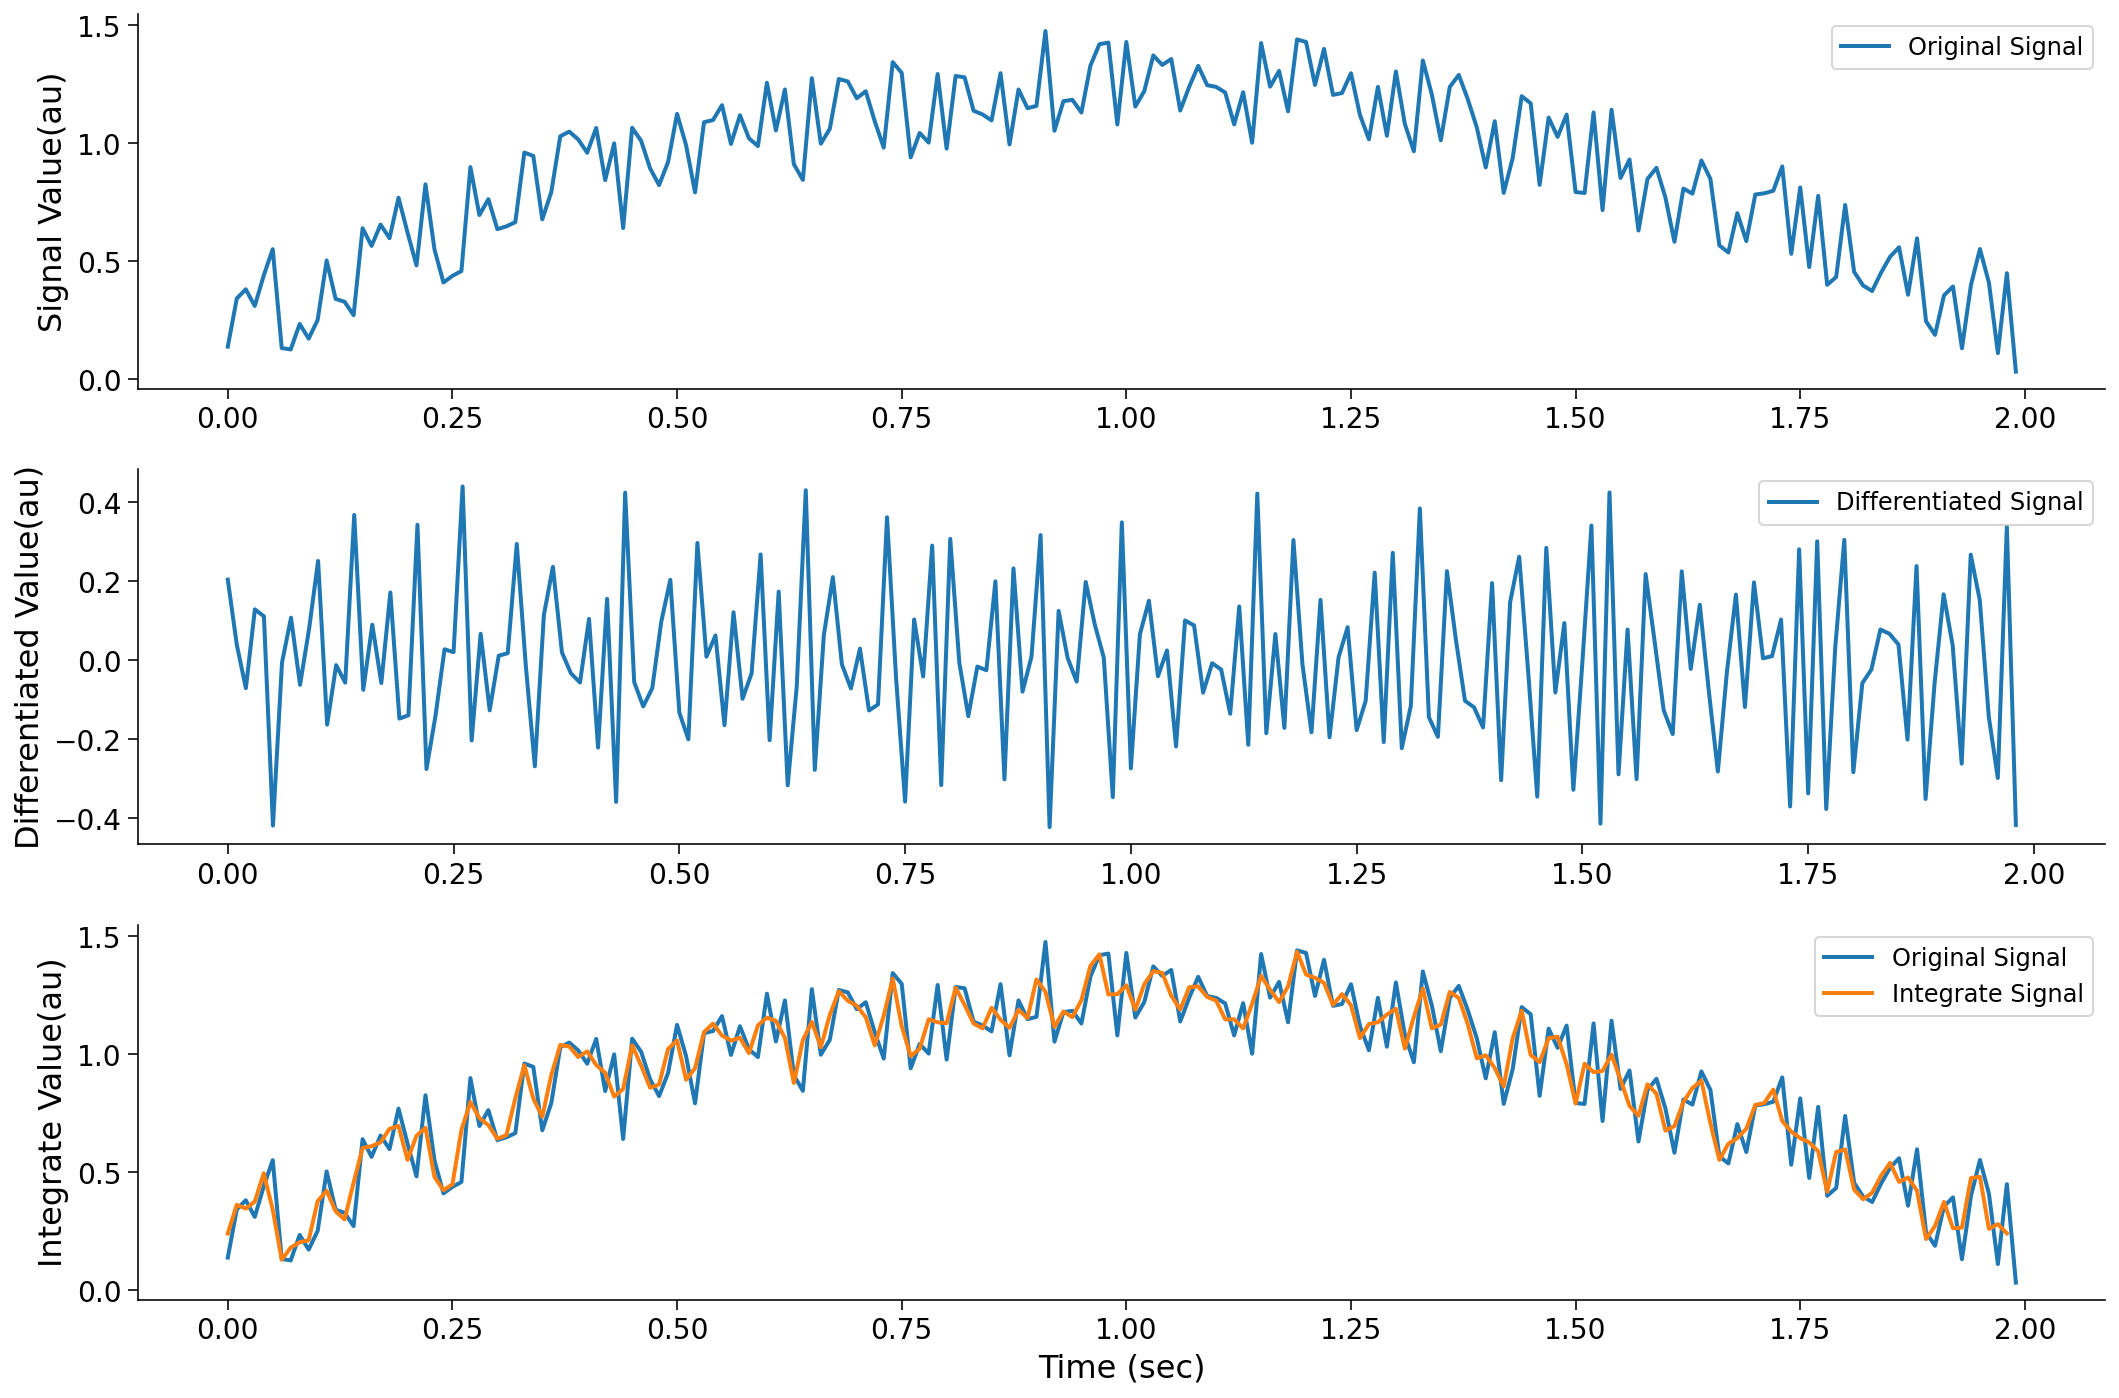 Signal Value(au)
1.5
1.0
0.5
0.0
Original Signal
0.00 0.25 0.50 0.75 1.00 1.25 1.50 1.75 2.00
Differentiated Value(au)
0.4
0.2
0.0
−0.2
−0.4
Differentiated Signal
0.00 0.25 0.50 0.75 1.00 1.25 1.50 1.75 2.00
Integrate Value(au)
1.5
1.0
0.5
0.0
Original Signal
Integrate Signal
0.00 0.25 0.50 0.75 1.00 1.25 1.50 1.75 2.00
Time (sec)